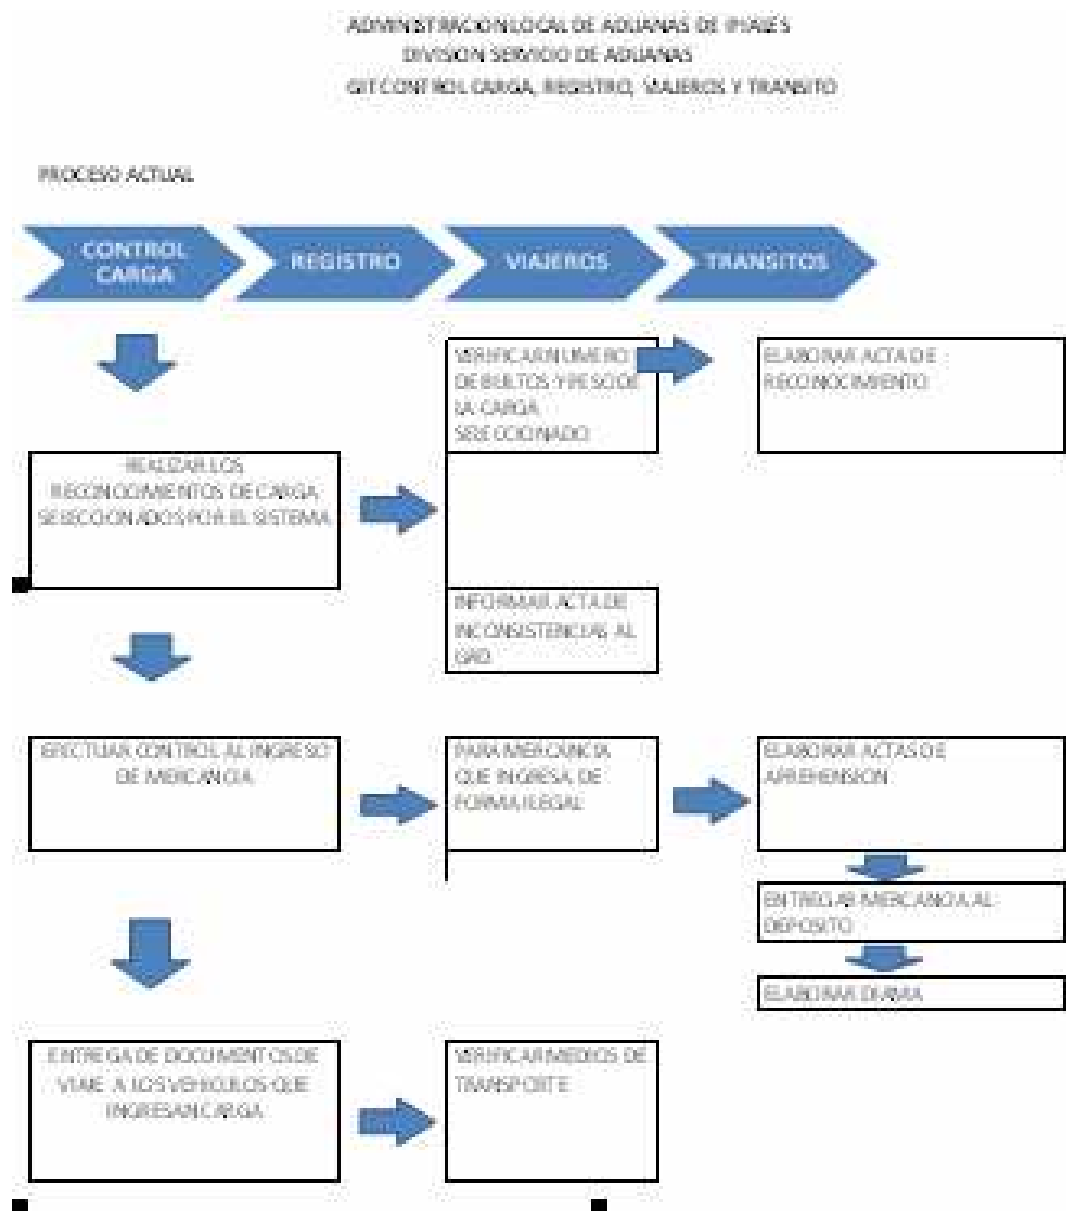 ADMINISTRACION LOCAL DE ADUANAS DE IPIALES
DIVISION SERVICIO DE ADUANAS
GIT CONTROL CARGA, REGISTRO, VIAJEROS Y TRANSITO
PROCESO ACTUAL
CONTROL
CARGA
REGISTRO
VIAJEROS
TRANSITOS
VERIFICAR NUMERO
DE BULTOS Y PESO DE
LA CARGA
SELECCIONADO
ELABORAR ACTA DE
RECONOCIMIENTO
REALIZAR LOS
RECONOCIMIENTOS DE CARGA
SELECCIONADOS POR EL SISTEMA
INFORMAR ACTA DE
INCONSISTENCIAS AL
EFECTUAR CONTROL AL INGRESO
DE MERCANCIA
PARA MERCANCIA
QUE INGRESA DE
FORMA ILEGAL
ELABORAR ACTAS DE
APREHENSION
ENTREGAR MERCANCIA AL
DEPOSITO
ELABORAR
ENTREGA DE DOCUMENTOS DE
VIAJE A LOS VEHICULOS QUE
INGRESAN CARGA
VERIFICAR MEDIOS DE
TRANSPORTE